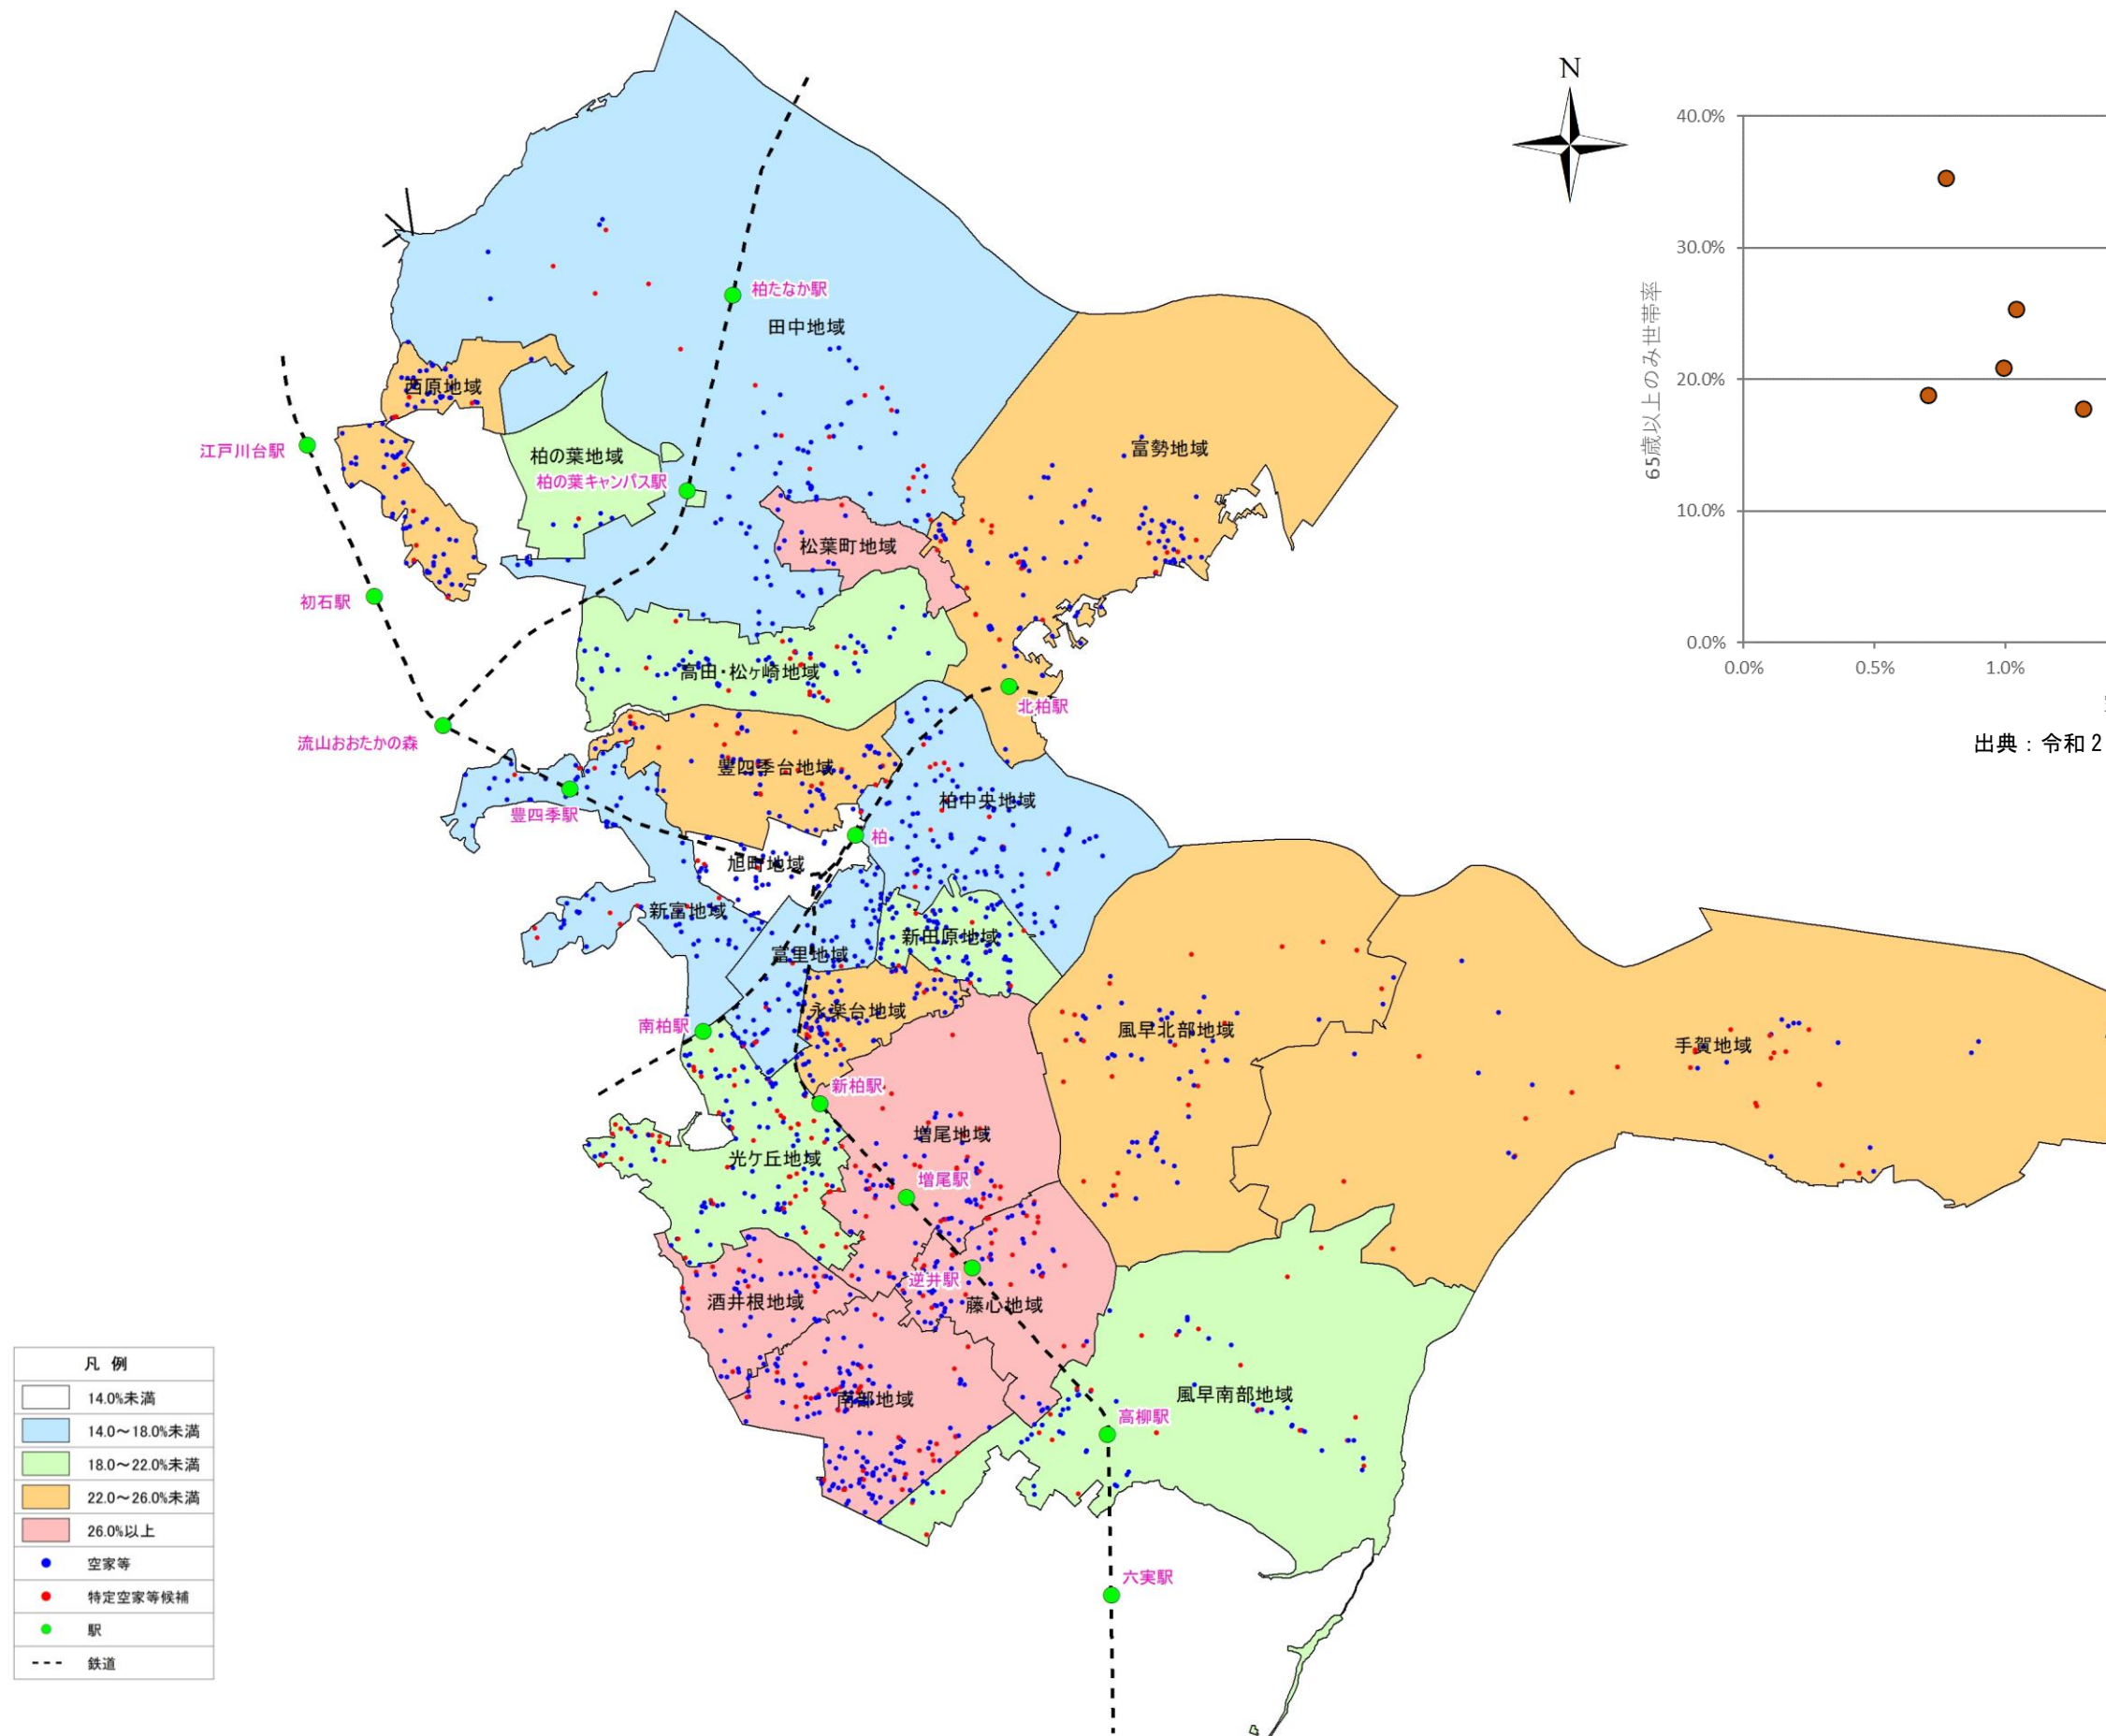 N
40.0%
30.0%
20.0%
10.0%
0.0%
65歳以上のみ世帯率
0.0%
0.5%
1.0%
出典：令和2
柏たなか駅
田中地域
西原地域
江戸川台駅
柏の葉地域
柏の葉キャンパス駅
富勢地域
松葉町地域
初石駅
高田・松ヶ崎地域
北柏駅
流山おおたかの森
豊四季台地域
豊四季駅
柏中央地域
柏
旭町地域
新富地域
新田原地域
富里地域
永楽台地域
南柏駅
風早北部地域
手賀地域
新柏駅
増尾地域
光ケ丘地域
増尾駅
逆井駅
酒井根地域
藤心地域
南部地域
風早南部地域
高柳駅
六実駅
凡 例
14.0%未満
14.0～18.0%未満
18.0～22.0%未満
22.0～26.0%未満
26.0%以上
空家等
特定空家等候補
駅
鉄道